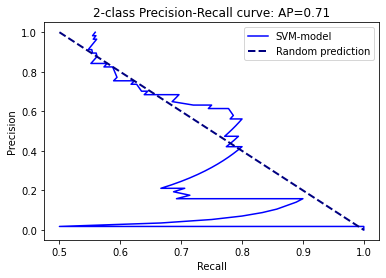 2-class Precision-Recall curve: AP=0.71
SVM-model
Random prediction
1.0
0.8
0.6
0.4
0.2
0.0
Precision
0.5
0.6
0.7
0.8
0.9
1.0
Recall